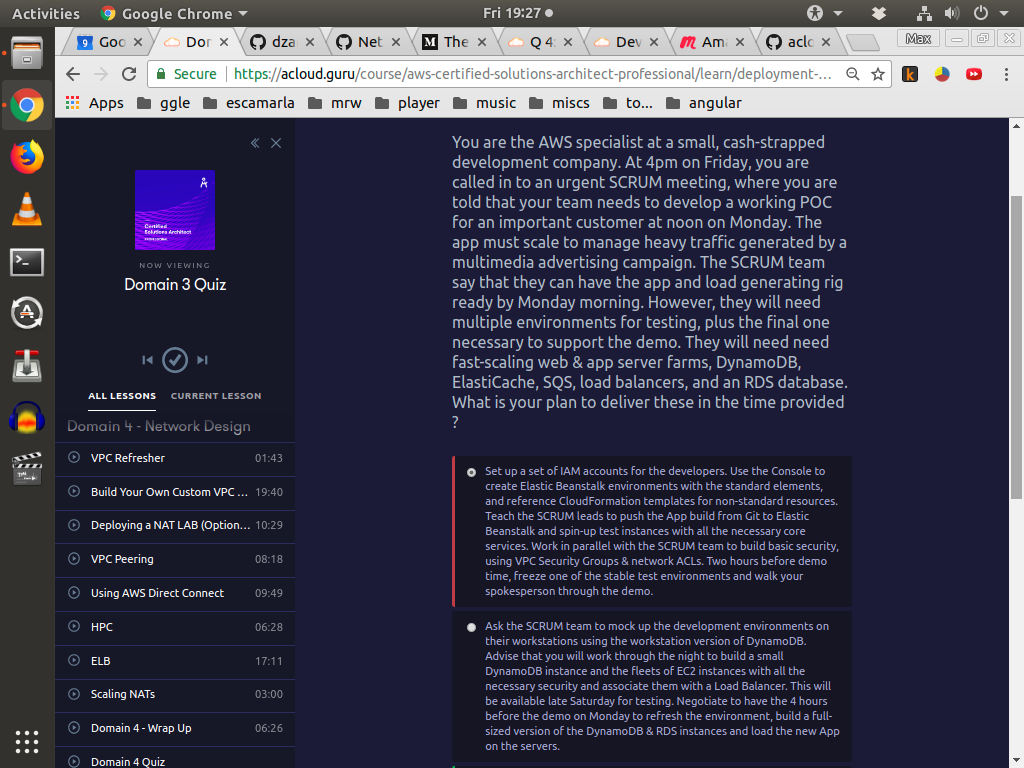 Activities Google Chrome Fri 19:27
Goo Dor dza Net The Q 4: Dev Am aclo Max
Secure https://acloud.guru/course/aws-certified-solutions-architect-professional/learn/deployment-...
Apps ggle escamarla mrw player music miscs to... angular
Certified
Solutions Architect
NOW VIEWING
Domain 3 Quiz
ALL LESSONS CURRENT LESSON
Domain 4 - Network Design
VPC Refresher 01:43
Build Your Own Custom VPC ... 19:40
Deploying a NAT LAB (Option... 10:29
VPC Peering 08:18
Using AWS Direct Connect 09:49
HPC 06:28
ELB 17:11
Scaling NATs 03:00
Domain 4 - Wrap Up 06:26
Domain 4 Quiz
You are the AWS specialist at a small, cash-strapped
development company. At 4pm on Friday, you are
called in to an urgent SCRUM meeting, where you are
told that your team needs to develop a working POC
for an important customer at noon on Monday. The
app must scale to manage heavy traffic generated by a
multimedia advertising campaign. The SCRUM team
say that they can have the app and load generating rig
ready by Monday morning. However, they will need
multiple environments for testing, plus the final one
necessary to support the demo. They will need need
fast-scaling web & app server farms, DynamoDB,
ElastiCache, SQS, load balancers, and an RDS database.
What is your plan to deliver these in the time provided
?
Set up a set of IAM accounts for the developers. Use the Console to
create Elastic Beanstalk environments with the standard elements,
and reference CloudFormation templates for non-standard resources.
Teach the SCRUM leads to push the App build from Git to Elastic
Beanstalk and spin-up test instances with all the necessary core
services. Work in parallel with the SCRUM team to build basic security,
using VPC Security Groups & network ACLs. Two hours before demo
time, freeze one of the stable test environments and walk your
spokesperson through the demo.
Ask the SCRUM team to mock up the development environments on
their workstations using the workstation version of DynamoDB.
Advise that you will work through the night to build a small
DynamoDB instance and the fleets of EC2 instances with all the
necessary security and associate them with a Load Balancer. This will
be available late Saturday for testing. Negotiate to have the 4 hours
before the demo on Monday to refresh the environment, build a full-
sized version of the DynamoDB & RDS instances and load the new App
on the servers.